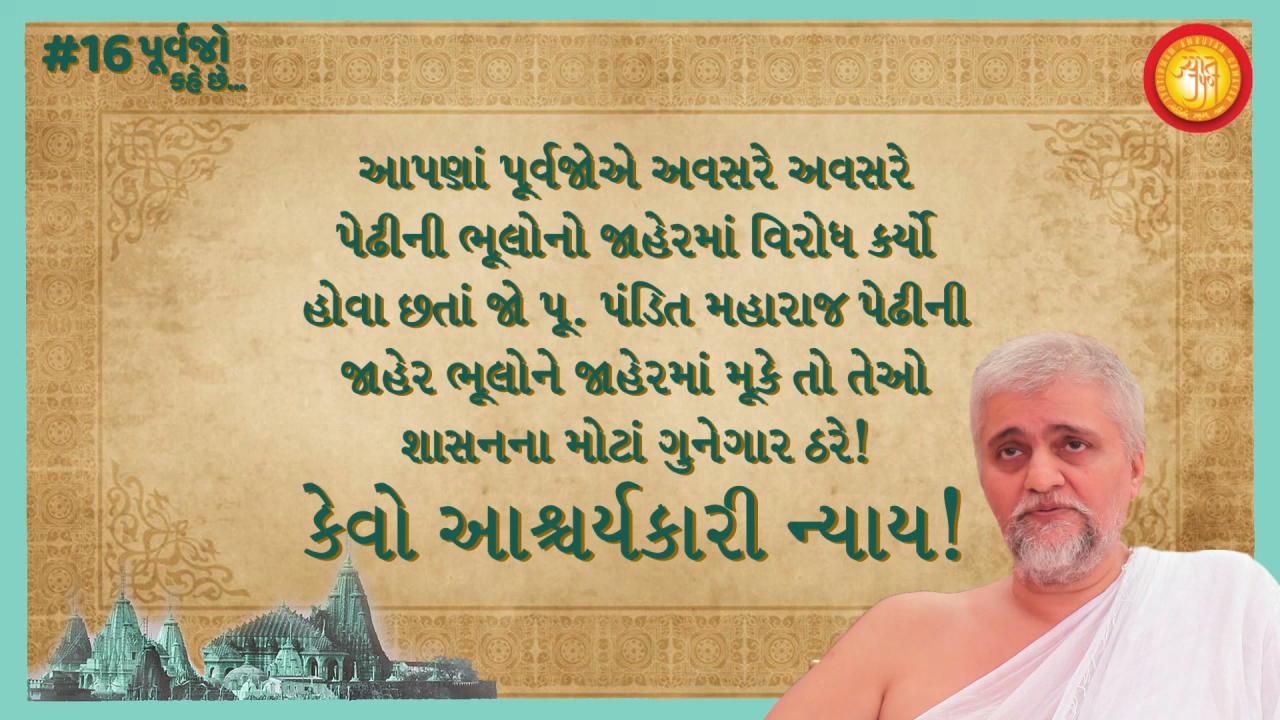 #16 પૂર્વજો
કહે છે...
આપણાં પૂર્વજોએ અવસરે અવસરે
પેઢીની ભૂલોનો જાહેરમાં વિરોધ કર્યો
હોવા છતાં જો પૂ. પંડિત મહારાજ પેઢીની
જાહેર ભૂલોને જાહેરમાં મૂકે તો તેઓ
શાસનના મોટાં ગુનેગાર ઠરે!
કેવો આશ્ચર્યકારી ન્યાય!